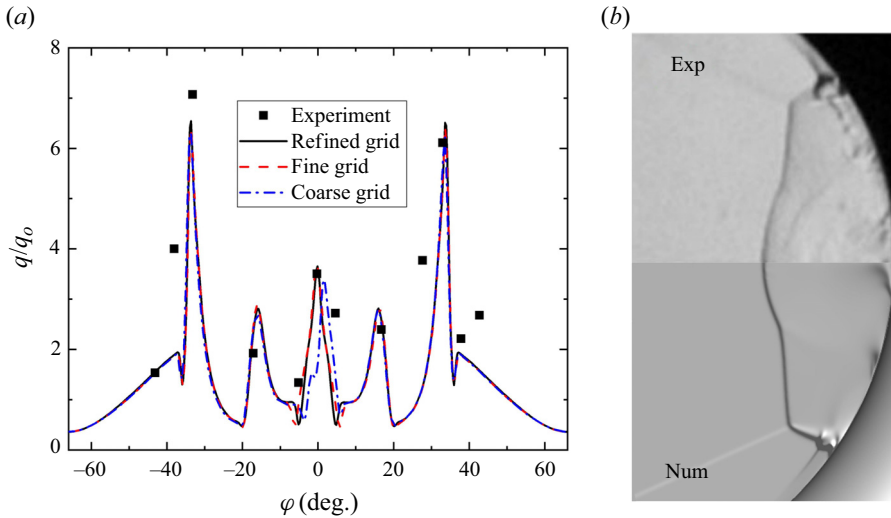 (a)
(b)
8
6
4
2
0
q/qₒ
Experiment
Refined grid
Fine grid
Coarse grid
–60 –40 –20 0 20 40 60
φ (deg.)
Exp
Num